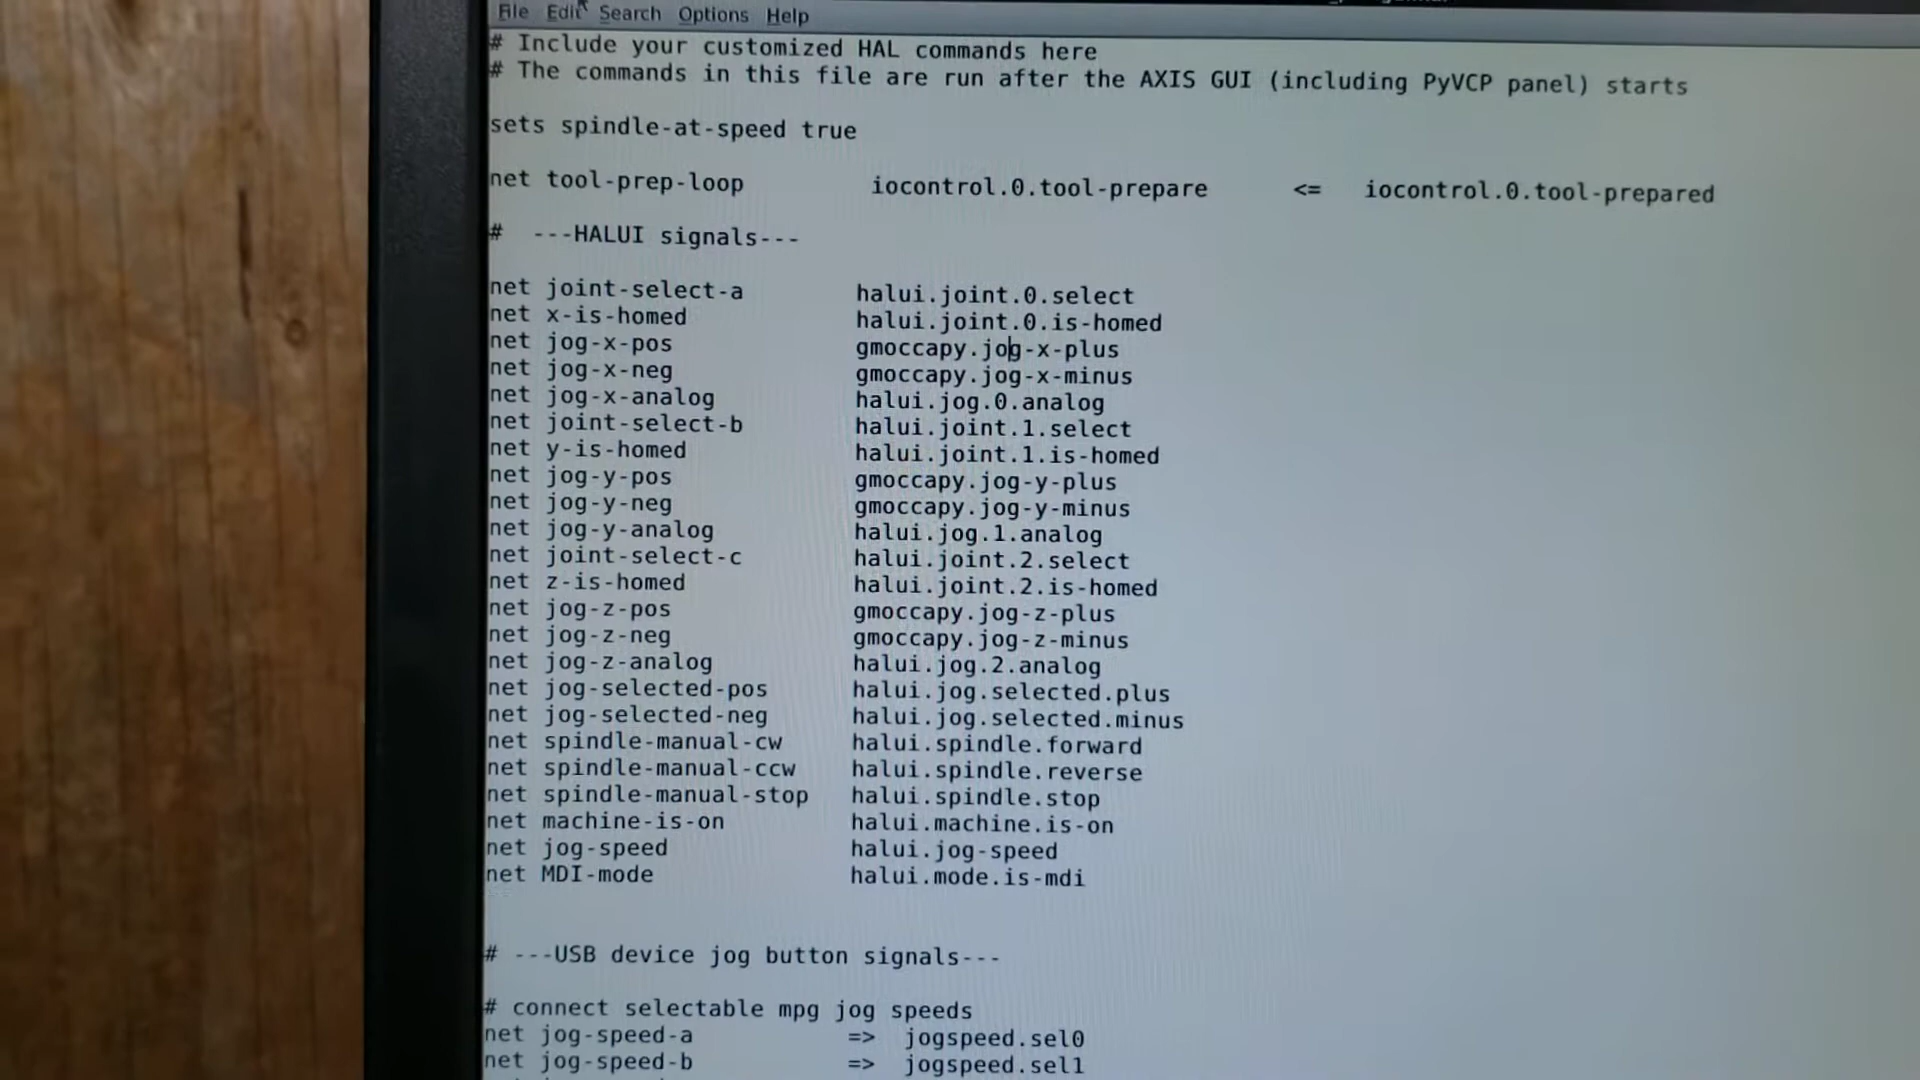 File Edit Search Options Help
# Include your customized HAL commands here
# The commands in this file are run after the AXIS GUI (including PyVCP panel) starts
sets spindle-at-speed true
net tool-prep-loop iocontrol.0.tool-prepare <= iocontrol.0.tool-prepared
# ---HALUI signals---
net joint-select-a halui.joint.0.select
net x-is-homed halui.joint.0.is-homed
net jog-x-pos gmoccapy.jog-x-plus
net jog-x-neg gmoccapy.jog-x-minus
net jog-x-analog halui.jog.0.analog
net joint-select-b halui.joint.1.select
net y-is-homed halui.joint.1.is-homed
net jog-y-pos gmoccapy.jog-y-plus
net jog-y-neg gmoccapy.jog-y-minus
net jog-y-analog halui.jog.1.analog
net joint-select-c halui.joint.2.select
net z-is-homed halui.joint.2.is-homed
net jog-z-pos gmoccapy.jog-z-plus
net jog-z-neg gmoccapy.jog-z-minus
net jog-z-analog halui.jog.2.analog
net jog-selected-pos halui.jog.selected.plus
net jog-selected-neg halui.jog.selected.minus
net spindle-manual-cw halui.spindle.forward
net spindle-manual-ccw halui.spindle.reverse
net spindle-manual-stop halui.spindle.stop
net machine-is-on halui.machine.is-on
net jog-speed halui.jog-speed
net MDI-mode halui.mode.is-mdi
# ---USB device jog button signals---
# connect selectable mpg jog speeds
net jog-speed-a => jogspeed.sel0
net jog-speed-b => jogspeed.sel1